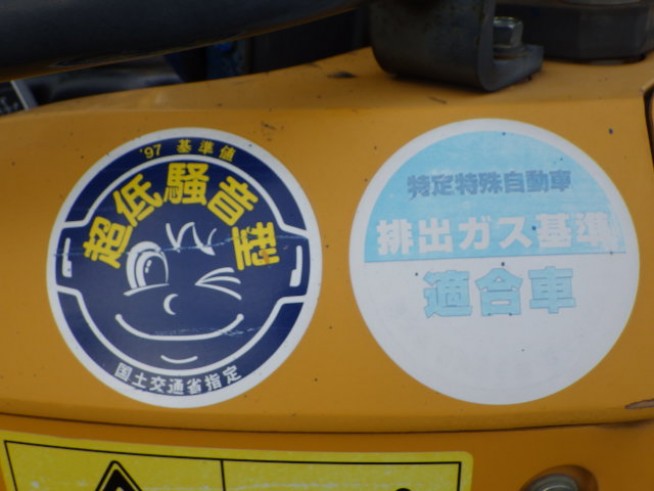 '97 基準値
超低騒音型
国土交通省指定
特定特殊自動車
排出ガス基準
適合車